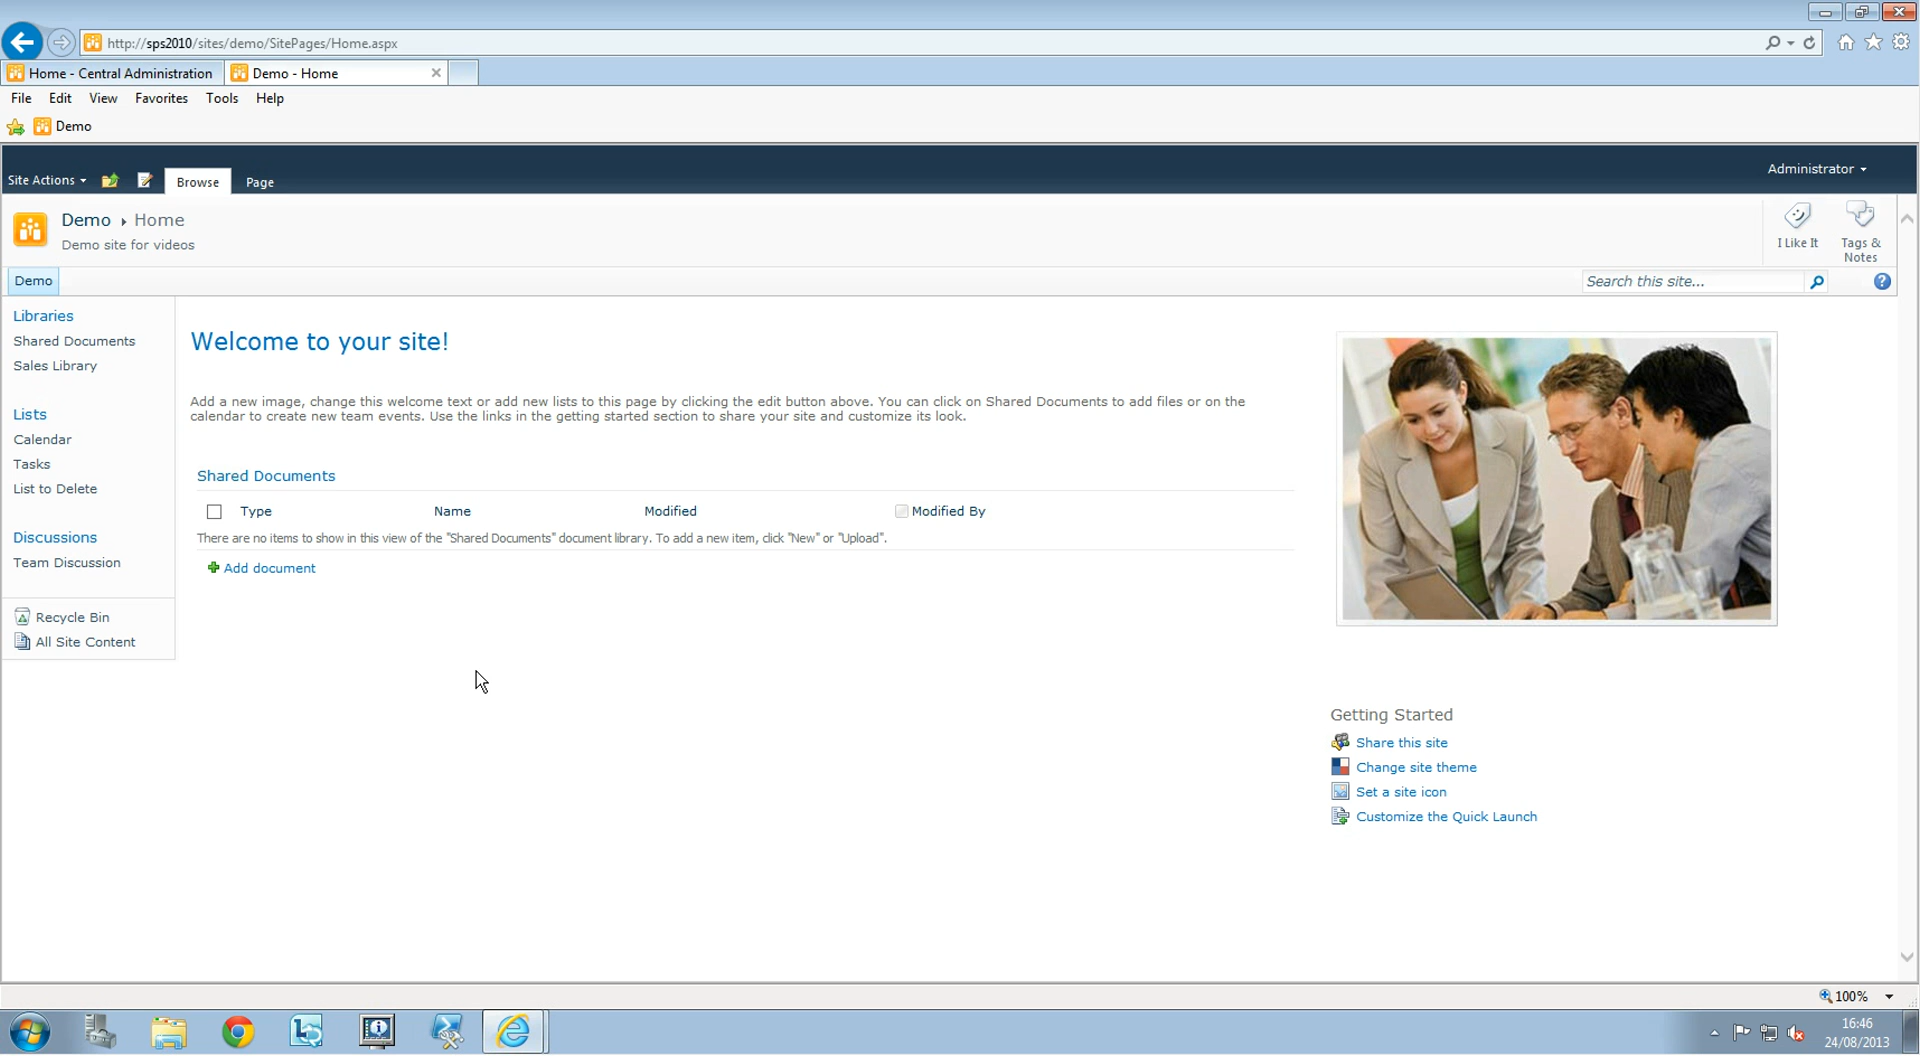 http://sps2010/sites/demo/SitePages/Home.aspx
Home - Central Administration
Demo - Home
File Edit View Favorites Tools Help
Demo
Site Actions
Browse
Page
Administrator
Demo Home
Demo site for videos
I Like It
Tags &
Notes
Demo
Search this site...
Libraries
Shared Documents
Sales Library
Lists
Calendar
Tasks
List to Delete
Discussions
Team Discussion
Recycle Bin
All Site Content
Welcome to your site!
Add a new image, change this welcome text or add new lists to this page by clicking the edit button above. You can click on Shared Documents to add files or on the
calendar to create new team events. Use the links in the getting started section to share your site and customize its look.
Shared Documents
Type Name Modified Modified By
There are no items to show in this view of the "Shared Documents" document library. To add a new item, click "New" or "Upload".
Add document
Getting Started
Share this site
Change site theme
Set a site icon
Customize the Quick Launch
100%
16:46
24/08/2013